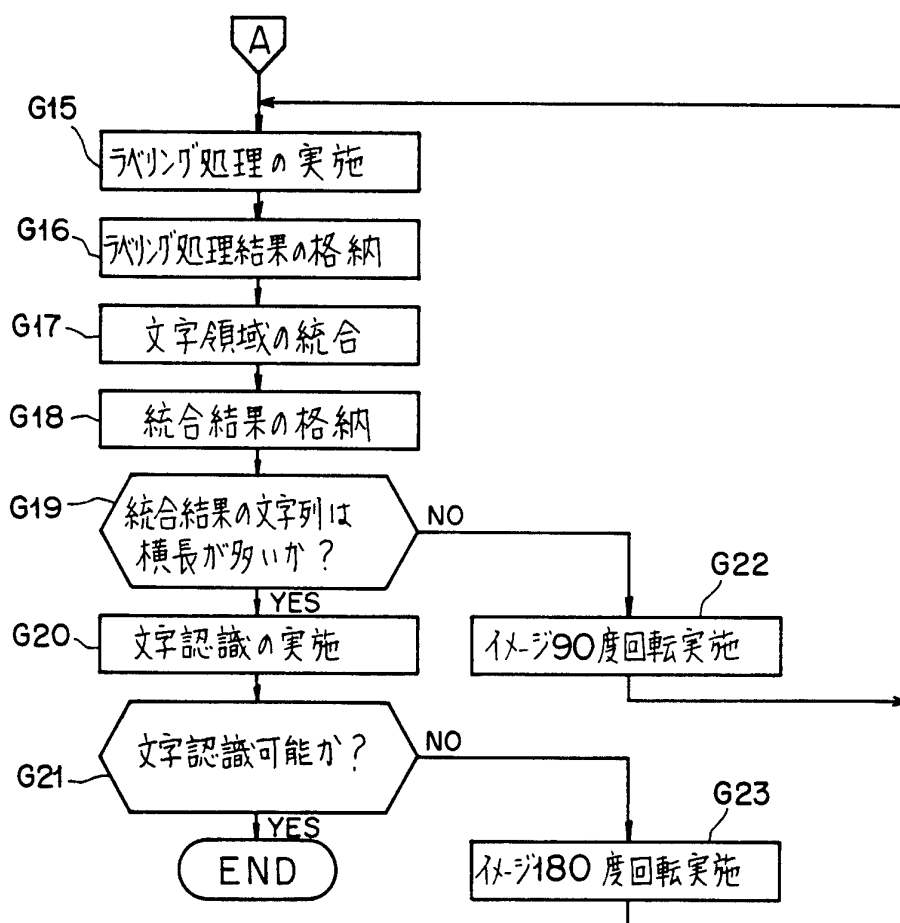 A
G15
ラベリング処理の実施
G16
ラベリング処理結果の格納
G17
文字領域の統合
G18
統合結果の格納
G19
統合結果の文字列は
横長が多いか?
NO
YES
G22
イメージ90度回転実施
G20
文字認識の実施
G21
文字認識可能か?
NO
YES
G23
イメージ180度回転実施
END